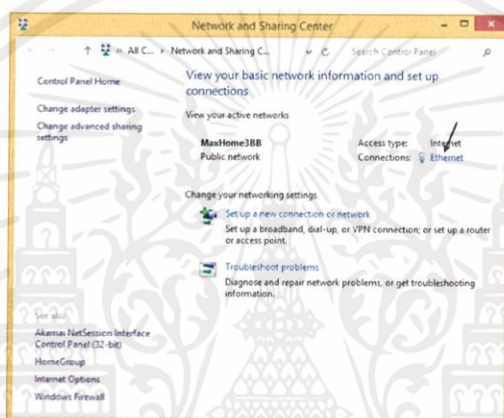 Network and Sharing Center
All C...
Network and Sharing C...
Search Control Panel
Control Panel Home
Change adapter settings
Change advanced sharing
settings
View your basic network information and set up
connections
View your active networks
MaxHome3BB
Public network
Access type: Internet
Connections: Ethernet
Change your networking settings
Set up a new connection or network
Set up a broadband, dial-up, or VPN connection; or set up a router
or access point.
Troubleshoot problems
Diagnose and repair network problems, or get troubleshooting
information.
See also
Akamai NetSession Interface
Control Panel (32-bit)
HomeGroup
Internet Options
Windows Firewall